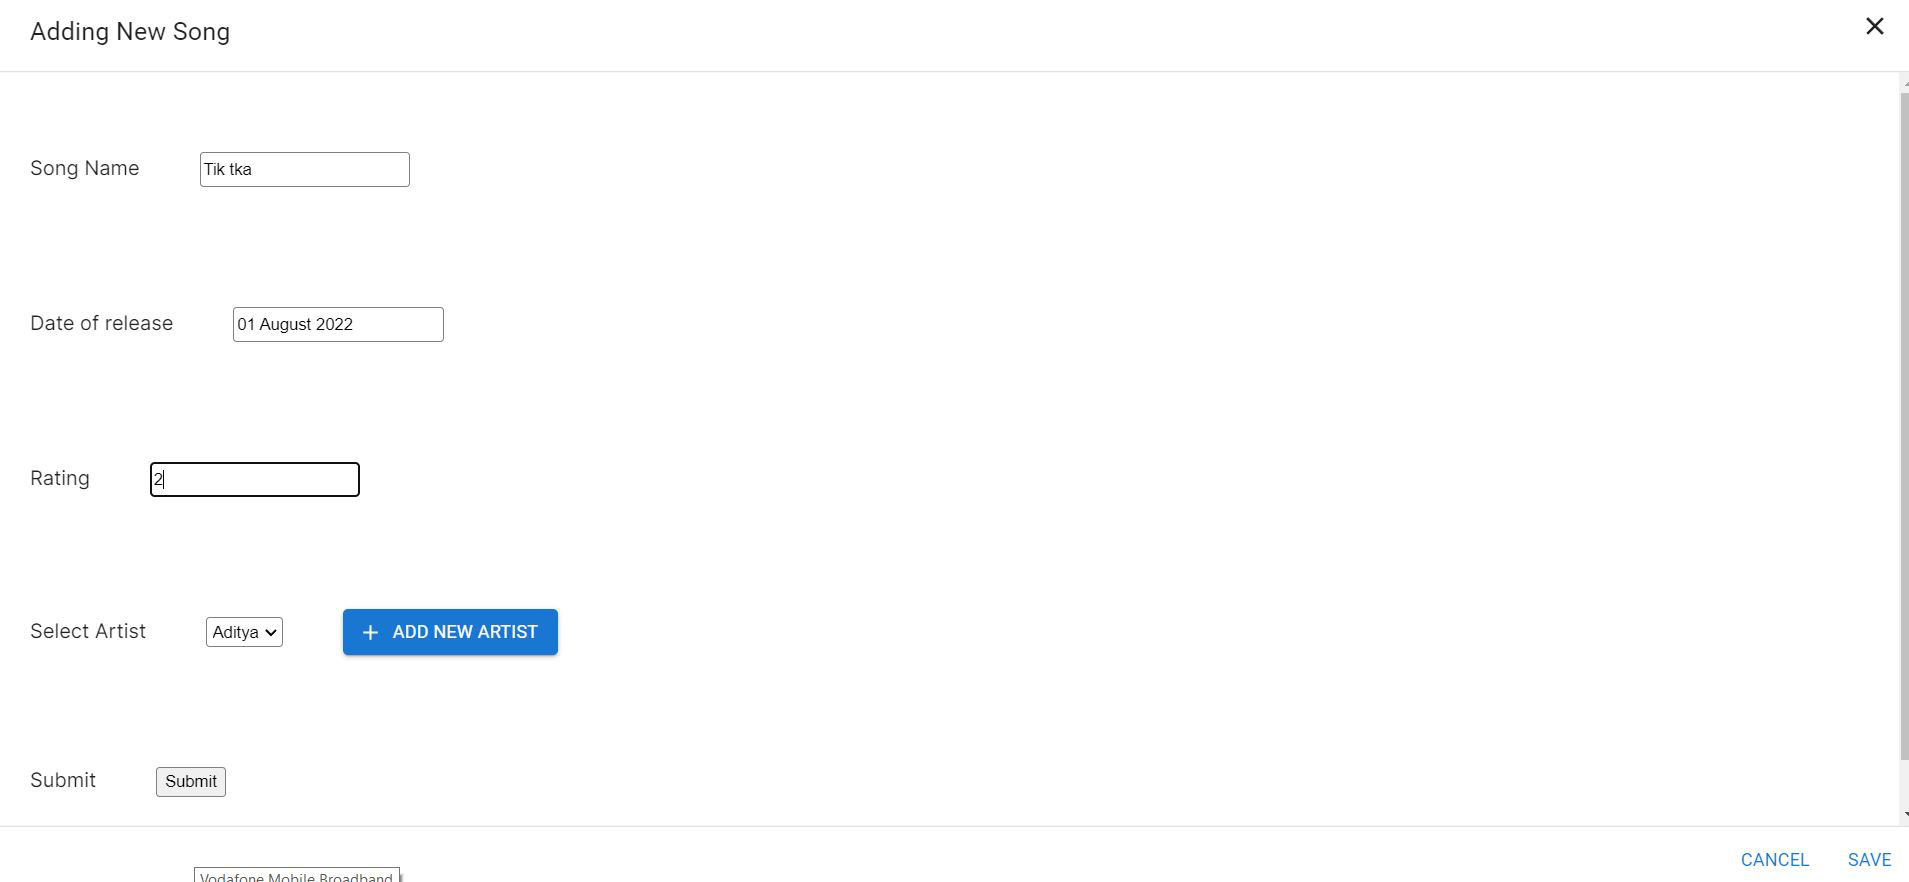 Adding New Song
Song Name Tik tka
Date of release 01 August 2022
Rating 2
Select Artist Aditya + ADD NEW ARTIST
Submit Submit
CANCEL SAVE
Vodafone Mobile Broadband